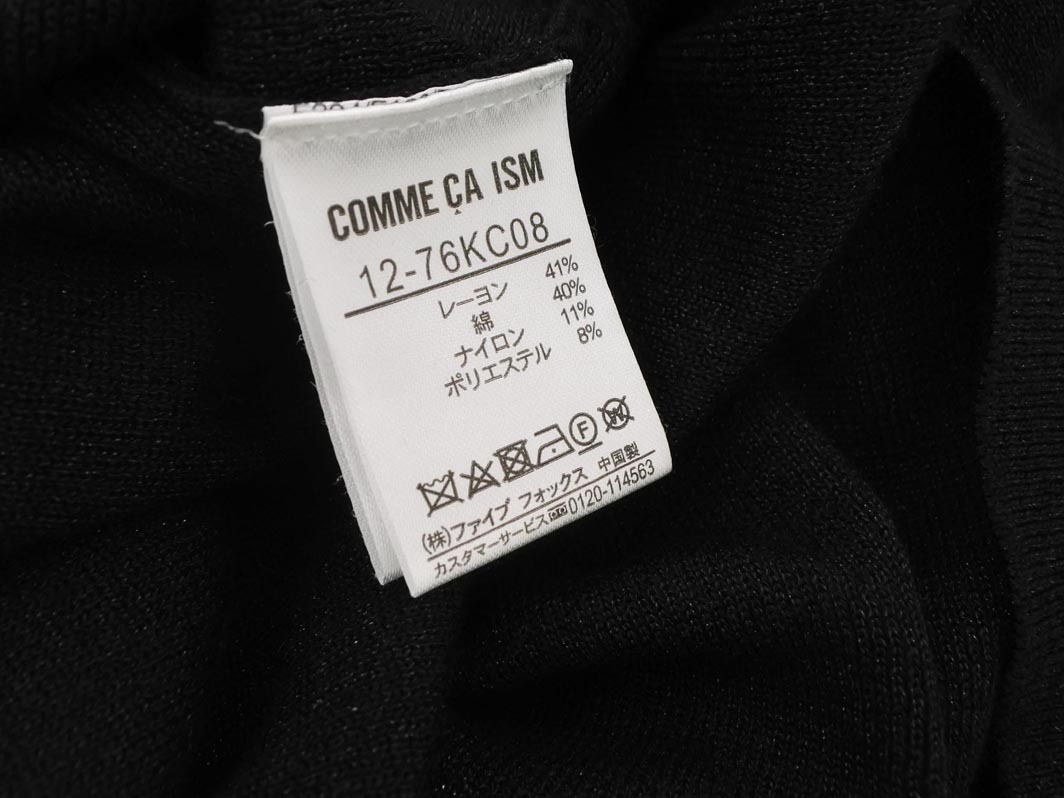 COMME ÇA ISM
12-76KC08
レーヨン 41%
綿 40%
ナイロン 11%
ポリエステル 8%
F W
(株)ファイブ フォックス 中国製
カスタマーサービス 0120-114563